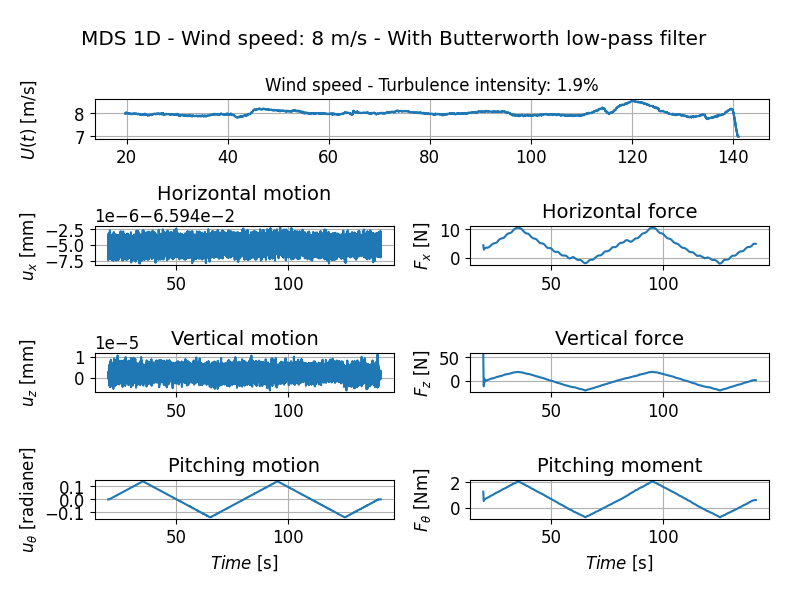 MDS 1D - Wind speed: 8 m/s - With Butterworth low-pass filter
Wind speed - Turbulence intensity: 1.9%
U(t) [m/s]
8
7
20 40 60 80 100 120 140
Horizontal motion
1e−6−6.594e−2
u_x [mm]
−2.5
−5.0
−7.5
50 100
Horizontal force
F_x [N]
10
0
50 100
Vertical motion
1e−5
u_z [mm]
1
0
50 100
Vertical force
F_z [N]
50
0
50 100
Pitching motion
u_θ [radianer]
0.1
0.0
−0.1
50 100
Time [s]
Pitching moment
F_θ [Nm]
2
0
50 100
Time [s]